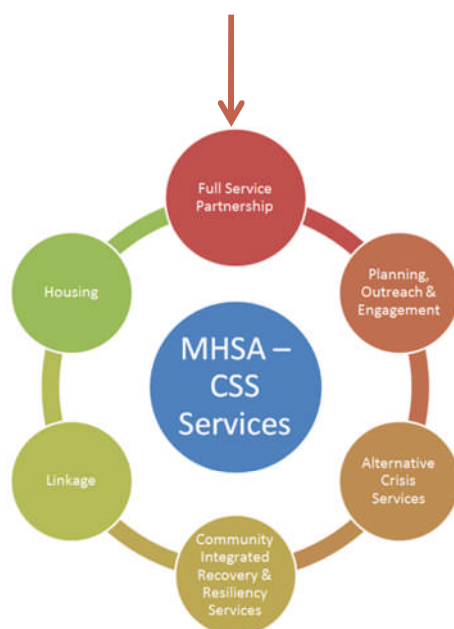 Full Service
Partnership
Planning,
Outreach &
Engagement
Alternative
Crisis
Services
Community
Integrated
Recovery &
Resiliency
Services
Linkage
Housing
MHSA –
CSS
Services